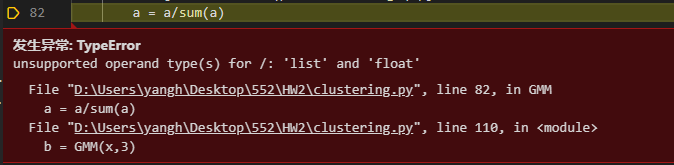 82 a = a/sum(a)
发生异常: TypeError
unsupported operand type(s) for /: 'list' and 'float'
File "D:\Users\yangh\Desktop\552\HW2\clustering.py", line 82, in GMM
a = a/sum(a)
File "D:\Users\yangh\Desktop\552\HW2\clustering.py", line 110, in <module>
b = GMM(x,3)